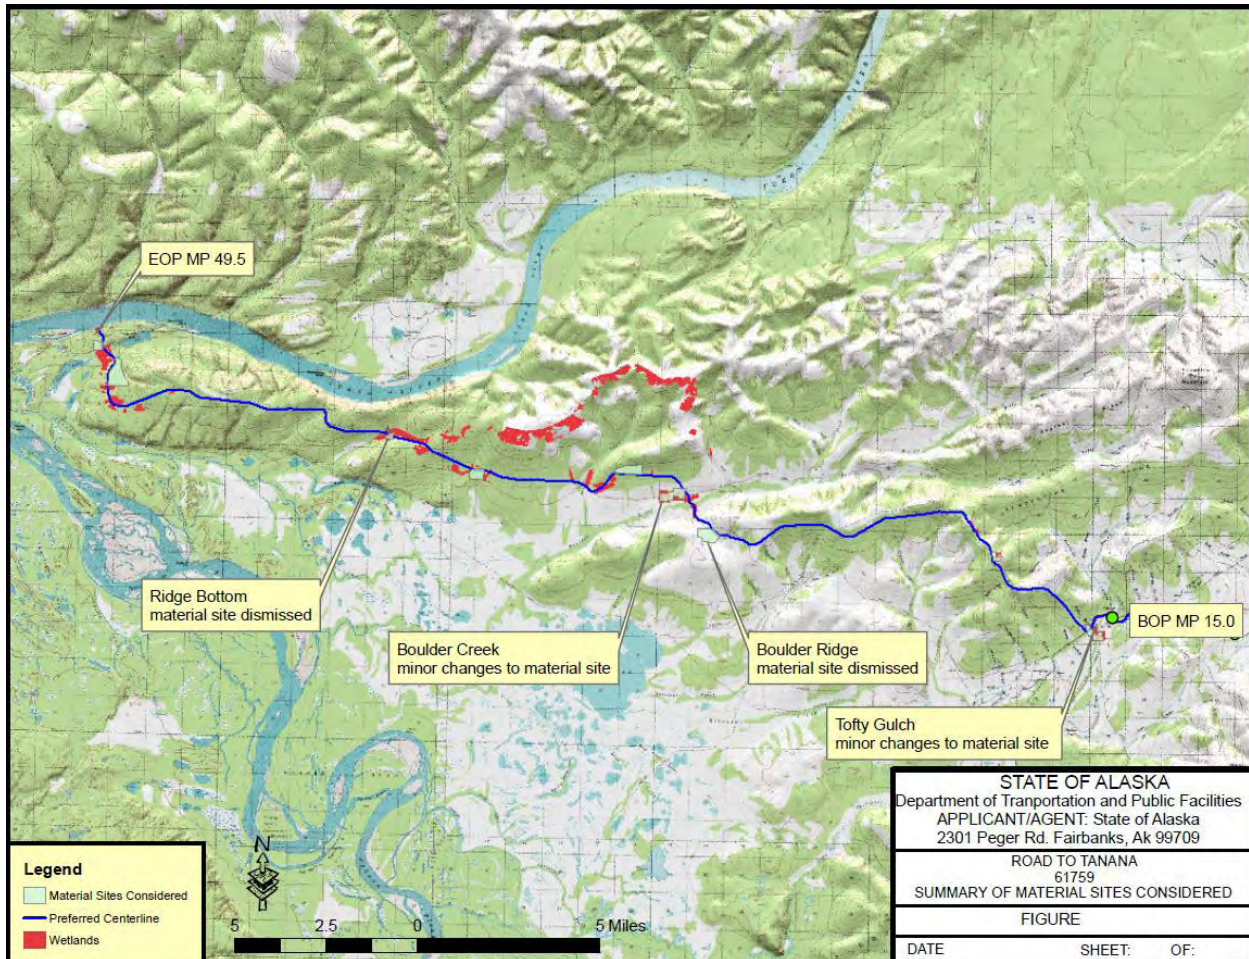 YUKON
RIVER
EOP MP 49.5
Ridge Bottom
material site dismissed
Boulder Creek
minor changes to material site
Boulder Ridge
material site dismissed
BOP MP 15.0
Tofty Gulch
minor changes to material site
Legend
Material Sites Considered
Preferred Centerline
Wetlands
N
5 2.5 0 5 Miles
STATE OF ALASKA
Department of Tranportation and Public Facilities
APPLICANT/AGENT: State of Alaska
2301 Peger Rd. Fairbanks, Ak 99709
ROAD TO TANANA
61759
SUMMARY OF MATERIAL SITES CONSIDERED
FIGURE
DATE SHEET: OF: